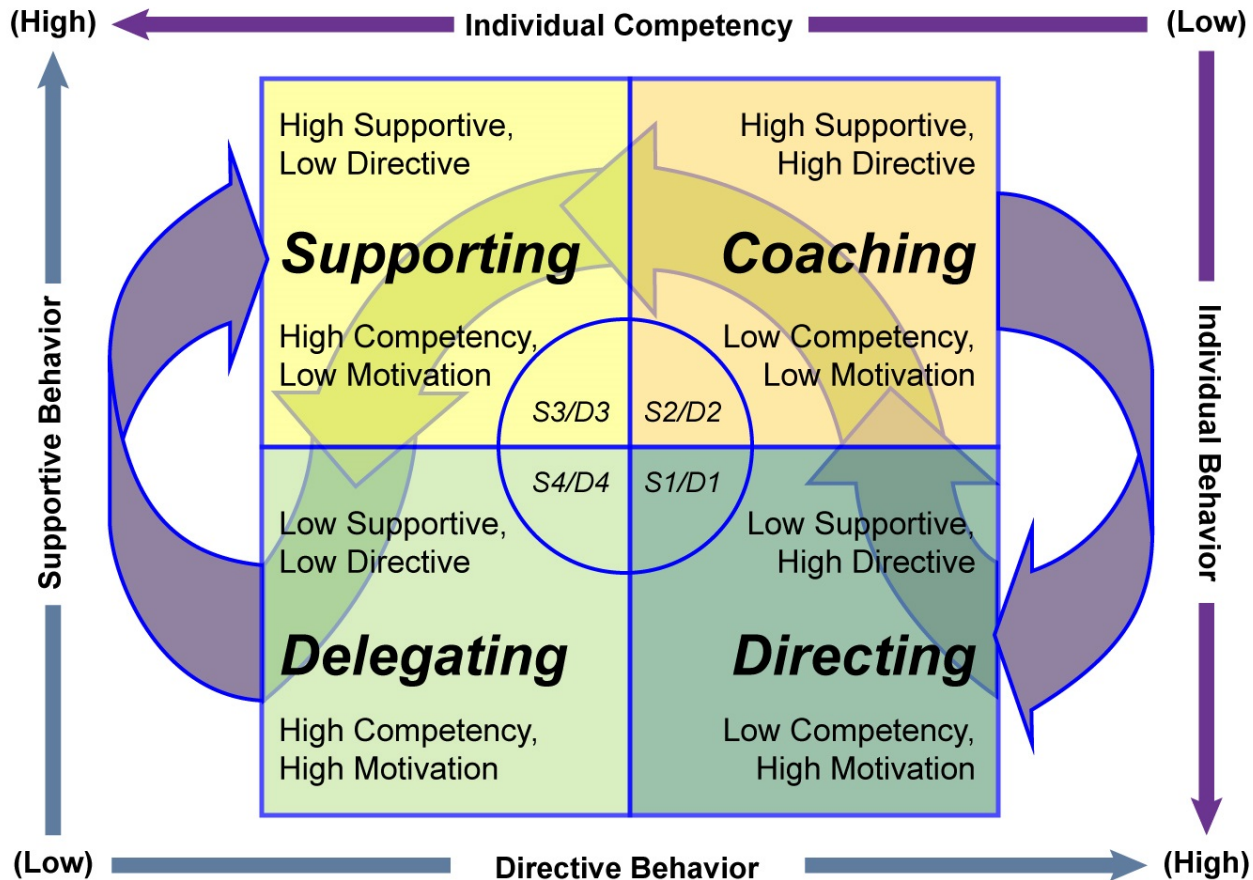 (High)
Individual Competency
(Low)
High Supportive,
Low Directive
High Supportive,
High Directive
Supporting
Coaching
High Competency,
Low Motivation
Low Competency,
Low Motivation
S3/D3
S2/D2
S4/D4
S1/D1
Supportive Behavior
Individual Behavior
Low Supportive,
Low Directive
Low Supportive,
High Directive
Delegating
Directing
High Competency,
High Motivation
Low Competency,
High Motivation
(Low)
Directive Behavior
(High)